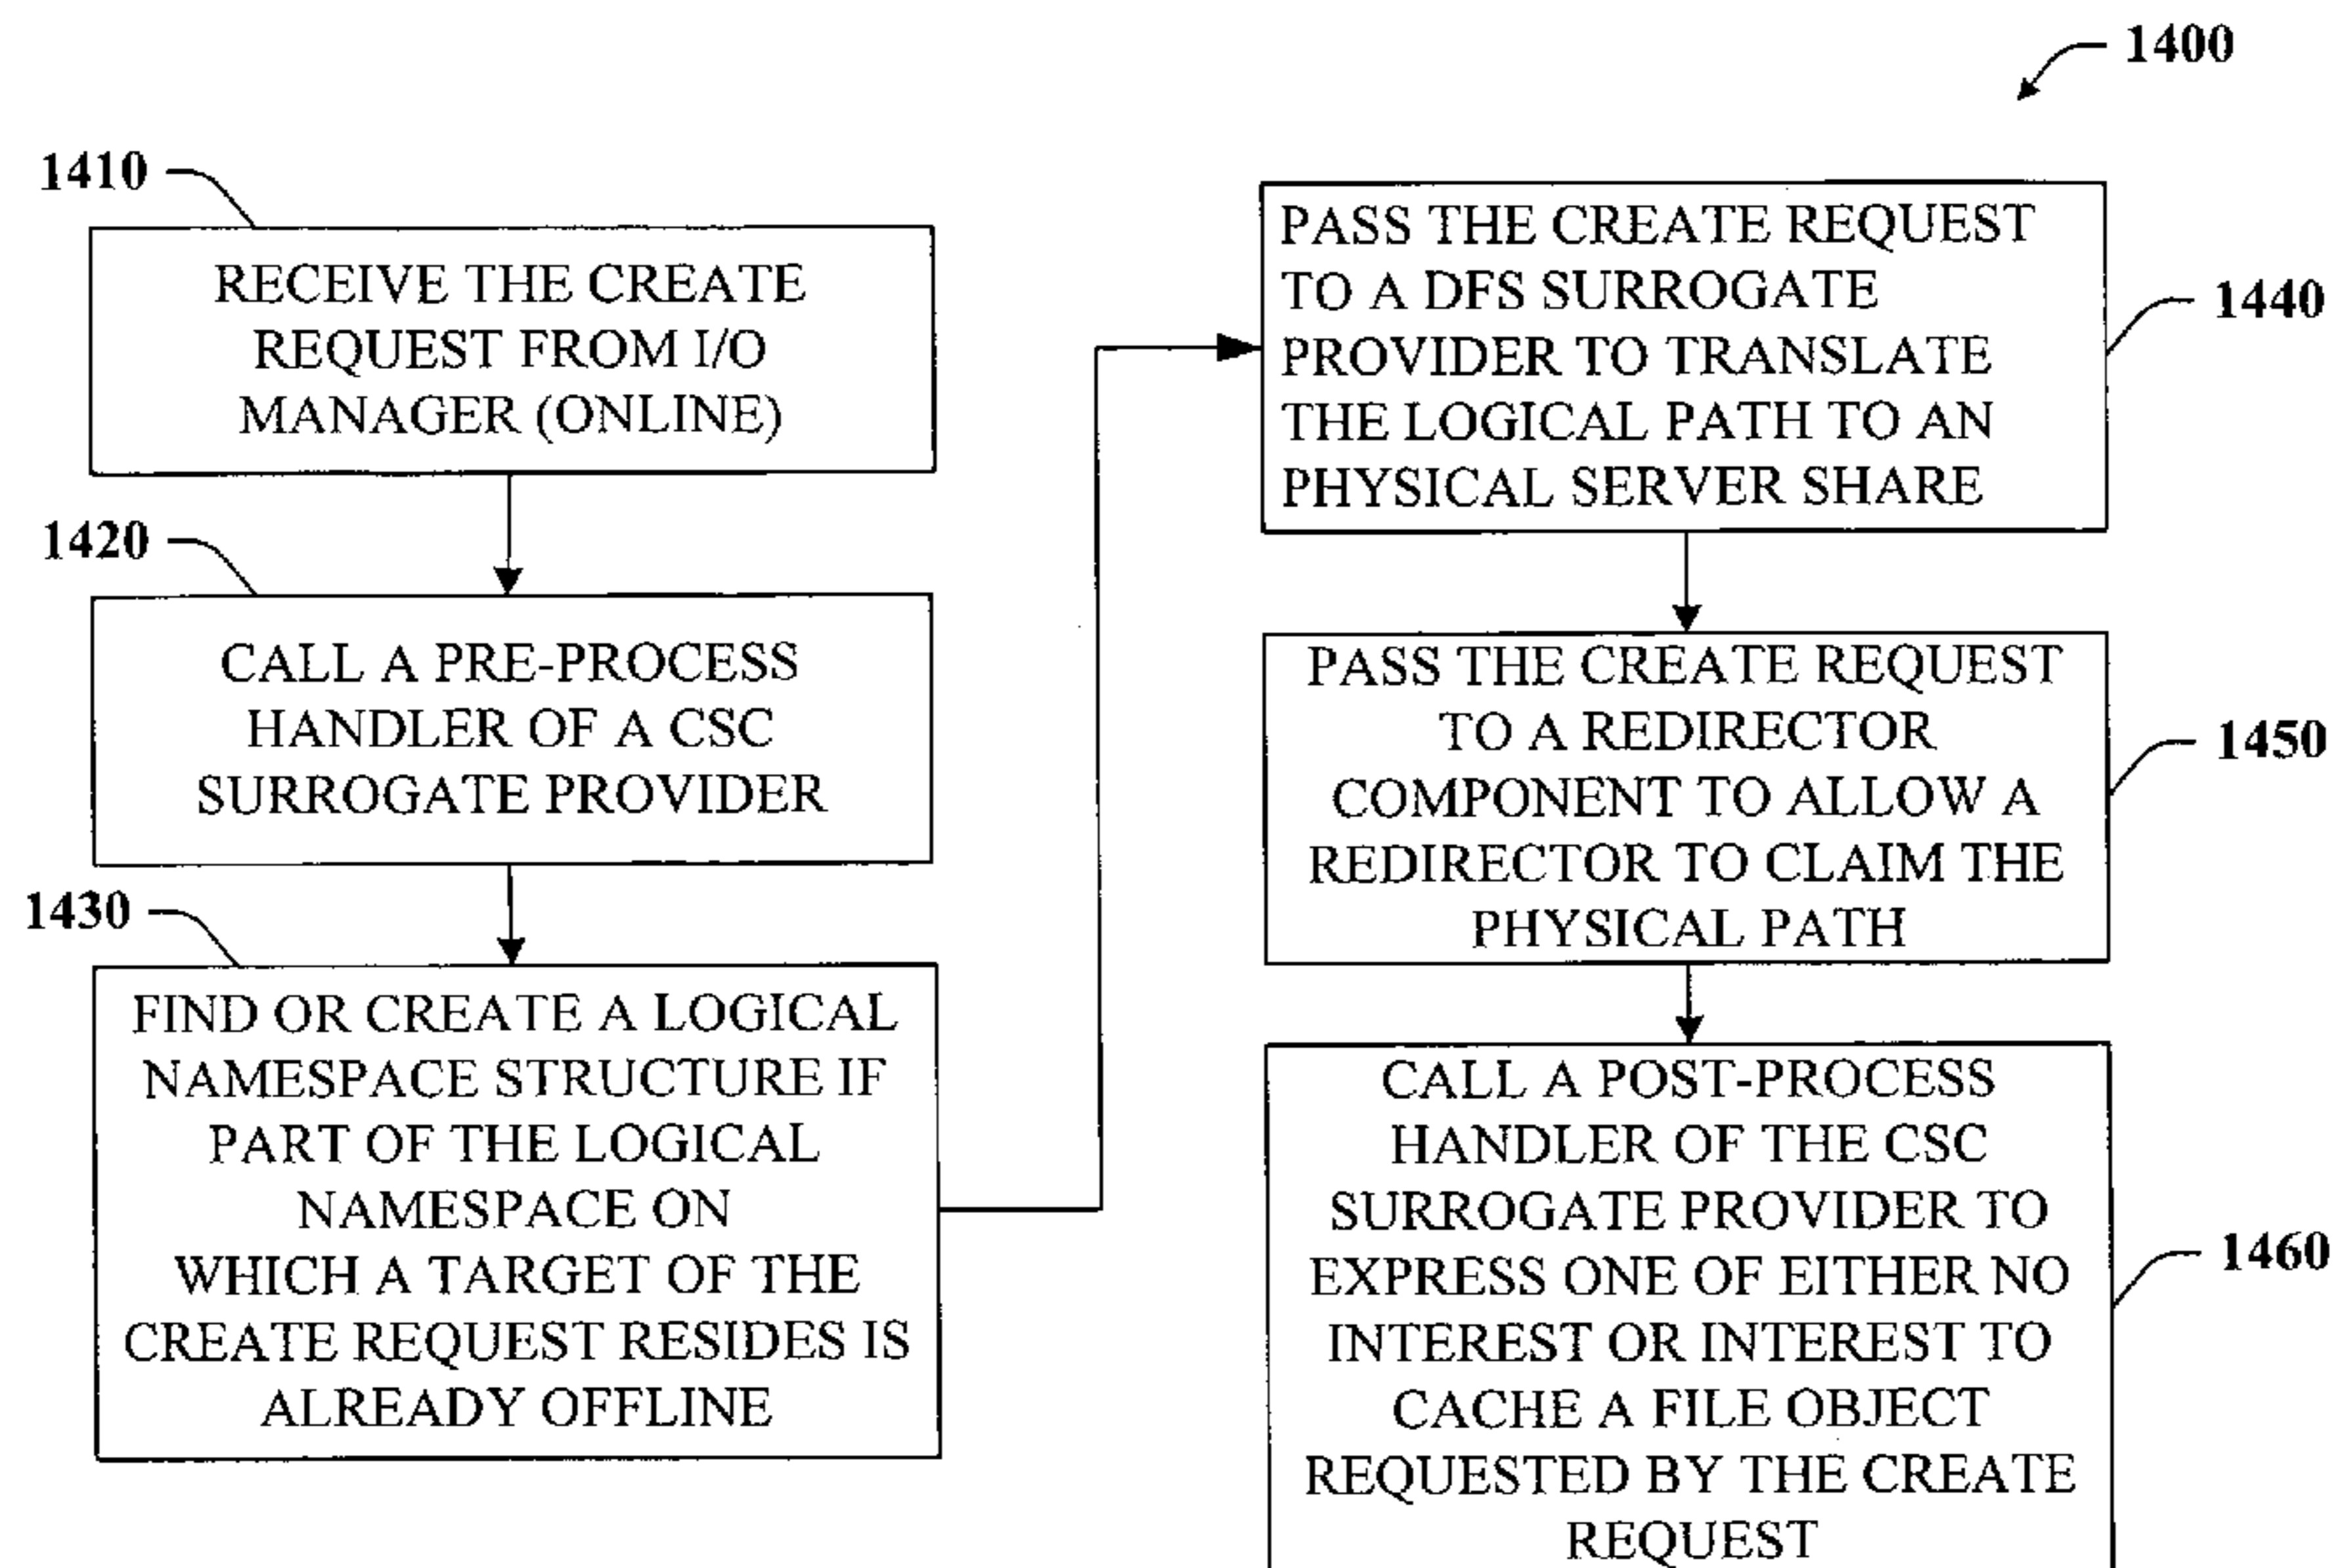 1400
1410
RECEIVE THE CREATE
REQUEST FROM I/O
MANAGER (ONLINE)
1420
CALL A PRE-PROCESS
HANDLER OF A CSC
SURROGATE PROVIDER
1430
FIND OR CREATE A LOGICAL
NAMESPACE STRUCTURE IF
PART OF THE LOGICAL
NAMESPACE ON
WHICH A TARGET OF THE
CREATE REQUEST RESIDES IS
ALREADY OFFLINE
PASS THE CREATE REQUEST
TO A DFS SURROGATE
PROVIDER TO TRANSLATE
THE LOGICAL PATH TO AN
PHYSICAL SERVER SHARE
1440
PASS THE CREATE REQUEST
TO A REDIRECTOR
COMPONENT TO ALLOW A
REDIRECTOR TO CLAIM THE
PHYSICAL PATH
1450
CALL A POST-PROCESS
HANDLER OF THE CSC
SURROGATE PROVIDER TO
EXPRESS ONE OF EITHER NO
INTEREST OR INTEREST TO
CACHE A FILE OBJECT
REQUESTED BY THE CREATE
REQUEST
1460